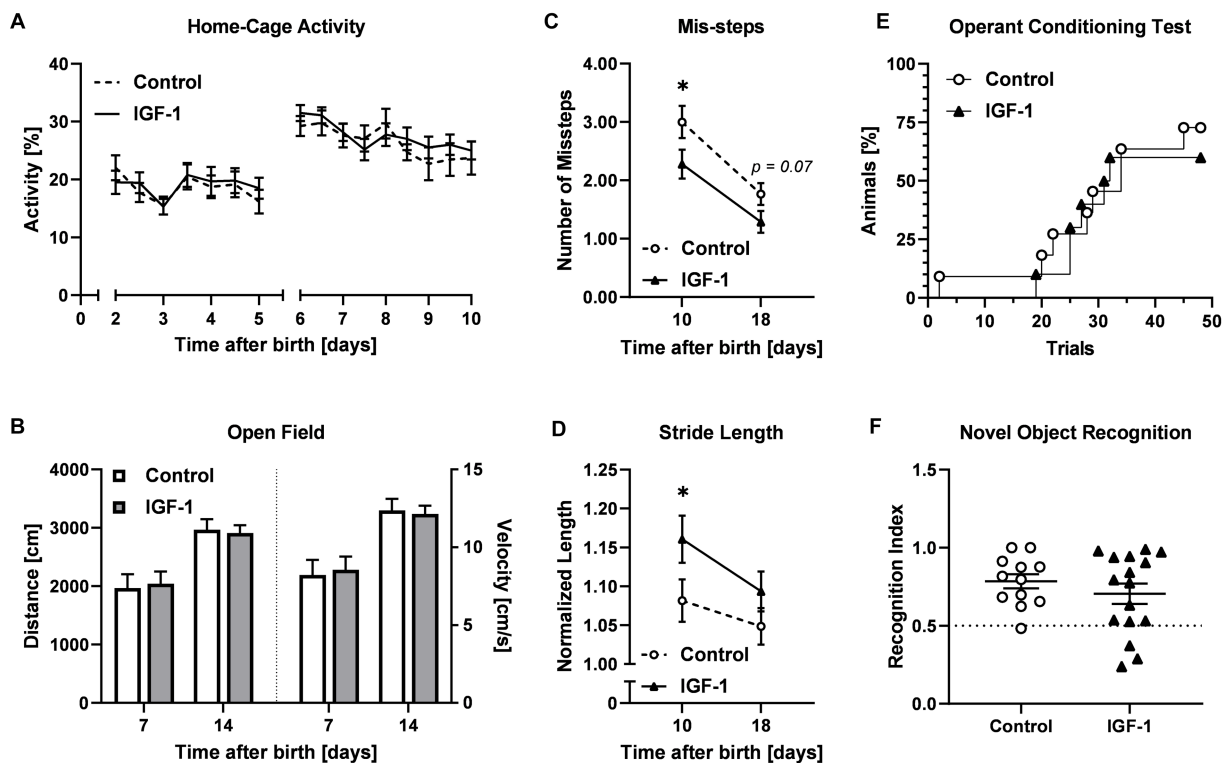 A
Home-Cage Activity
Activity [%]
40
30
20
10
0
Control
IGF-1
0 2 3 4 5 6 7 8 9 10
Time after birth [days]
C
Mis-steps
Number of Missteps
4.00
3.00
2.00
1.00
0.00
*
p = 0.07
Control
IGF-1
10 18
Time after birth [days]
E
Operant Conditioning Test
Animals [%]
100
75
50
25
0
Control
IGF-1
0 10 20 30 40 50
Trials
B
Open Field
Distance [cm]
4000
3000
2000
1000
0
Control
IGF-1
15
10
5
0
Velocity [cm/s]
7 14 7 14
Time after birth [days]
D
Stride Length
Normalized Length
1.25
1.20
1.15
1.10
1.05
1.00
0
*
Control
IGF-1
10 18
Time after birth [days]
F
Novel Object Recognition
Recognition Index
1.5
1.0
0.5
0.0
Control IGF-1